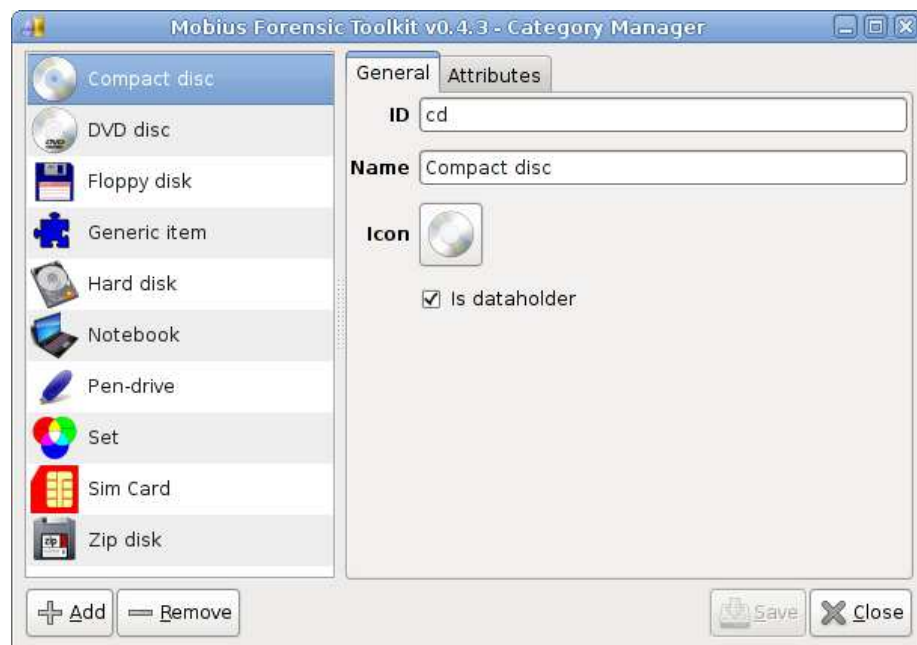 Mobius Forensic Toolkit v0.4.3 - Category Manager
Compact disc
DVD disc
Floppy disk
Generic item
Hard disk
Notebook
Pen-drive
Set
Sim Card
Zip disk
General
Attributes
ID
cd
Name
Compact disc
Icon
Is dataholder
Add
Remove
Save
Close
DVD
zip